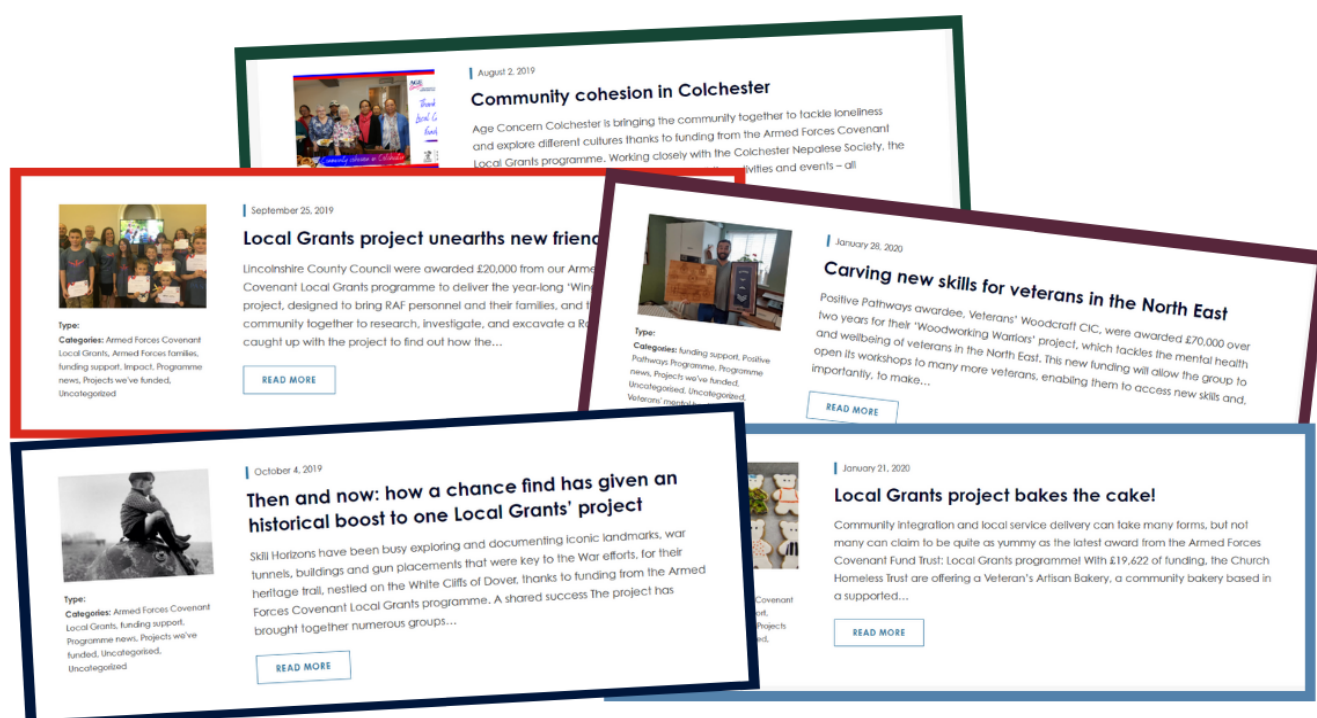 August 2, 2019
Community cohesion in Colchester
Age Concern Colchester is bringing the community together to tackle loneliness
and explore different cultures thanks to funding from the Armed Forces Covenant
Local Grants programme. Working closely with the Colchester Nepalese Society, the
and events – all
Community cohesion in Colchester
September 25, 2019
Local Grants project unearths new
Lincolnshire County Council were awarded £20,000 from our
Covenant Local Grants programme to deliver the year-long
project, designed to bring RAF personnel and their families, and
community together to research, investigate, and excavate a
caught up with the project to find out how the…
Type:
Categories: Armed Forces Covenant
Local Grants, Armed Forces families,
funding support, Impact, Programme
news, Projects we've funded,
Uncategorized
READ MORE
January 28, 2020
Carving new skills for veterans in the North East
Positive Pathways awardee, Veterans' Woodcraft CIC, were awarded £70,000 over
two years for their 'Woodworking Warriors' project, which tackles the mental health
and wellbeing of veterans in the North East. This new funding will allow the group to
open its workshops to many more veterans, enabling them to access new skills and,
importantly, to make…
Type:
Categories: funding support, Positive
Pathways Programme, Programme
news, Projects we've funded,
Uncategorised, Uncategorized,
Veterans' mental
READ MORE
October 4, 2019
Then and now: how a chance find has given an
historical boost to one Local Grants' project
Skill Horizons have been busy exploring and documenting iconic landmarks, war
tunnels, buildings and gun placements that were key to the War efforts, for their
heritage trail, nestled on the White Cliffs of Dover, thanks to funding from the Armed
Forces Covenant Local Grants programme. A shared success The project has
brought together numerous groups…
Type:
Categories: Armed Forces Covenant
Local Grants, funding support,
Programme news, Projects we've
funded, Uncategorised,
Uncategorized
READ MORE
January 21, 2020
Local Grants project bakes the cake!
Community integration and local service delivery can take many forms, but not
many can claim to be quite as yummy as the latest award from the Armed Forces
Covenant Fund Trust: Local Grants programme! With £19,622 of funding, the Church
Homeless Trust are offering a Veteran's Artisan Bakery, a community bakery based in
a supported…
Covenant
Projects
READ MORE